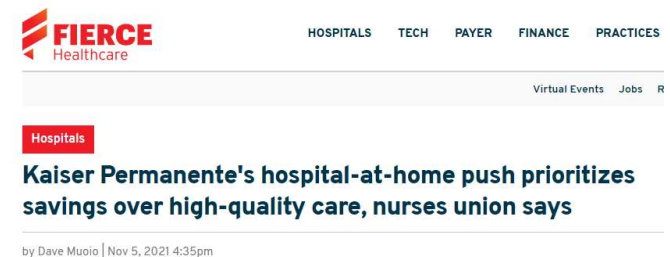 FIERCE
Healthcare
HOSPITALS TECH PAYER FINANCE PRACTICES
Virtual Events Jobs R
Hospitals
Kaiser Permanente's hospital-at-home push prioritizes
savings over high-quality care, nurses union says
by Dave Muoio | Nov 5, 2021 4:35pm